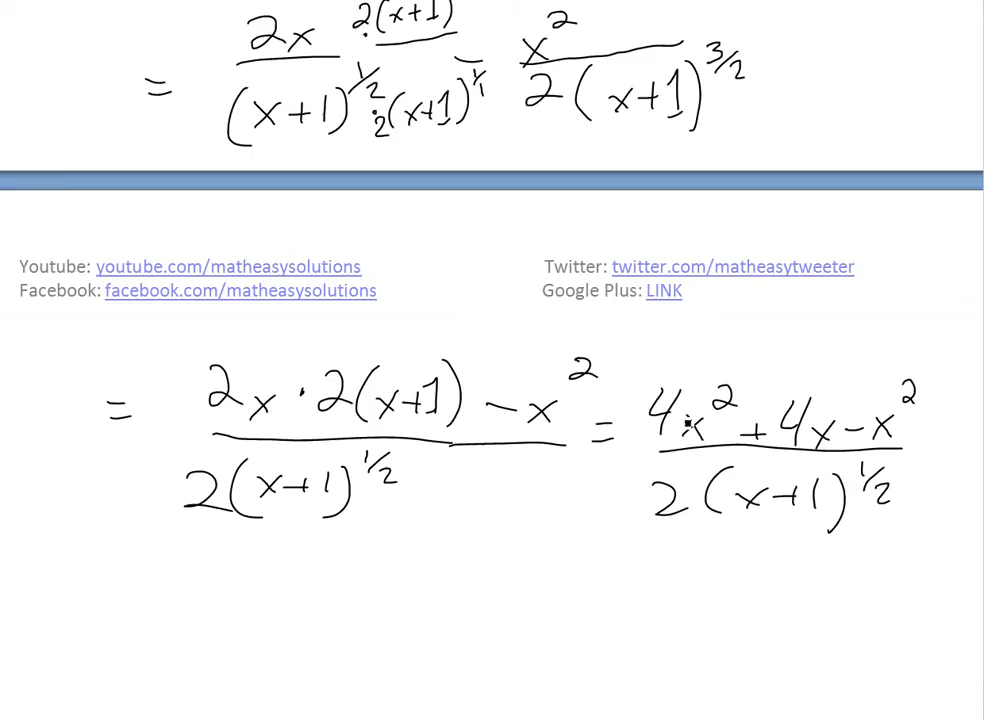 = 2x/(x+1)^1/2 · 2(x+1)/2(x+1)^1/1 − x^2/2(x+1)^3/2
Youtube: youtube.com/matheasysolutions Twitter: twitter.com/matheasytweeter
Facebook: facebook.com/matheasysolutions Google Plus: LINK
= 2x · 2(x+1) − x^2/2(x+1)^1/2 = 4x^2 + 4x − x^2/2(x+1)^1/2